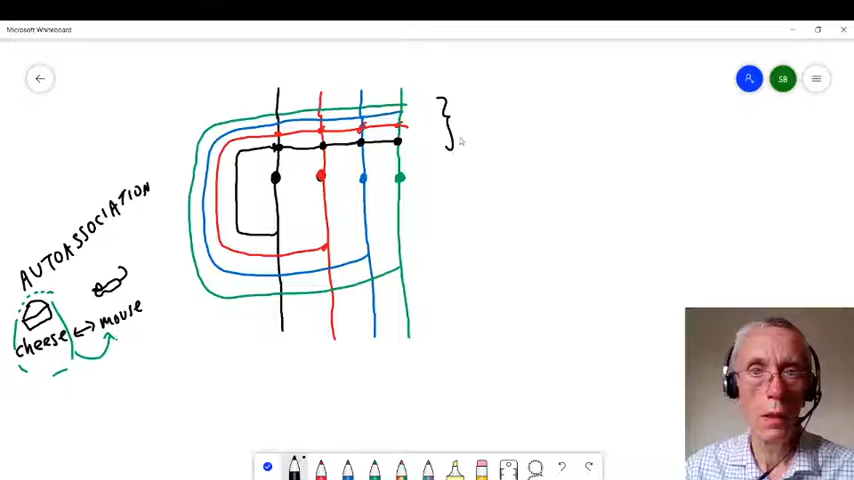 Microsoft Whiteboard
SB
AUTOASSOCIATION
cheese ↔ mouse